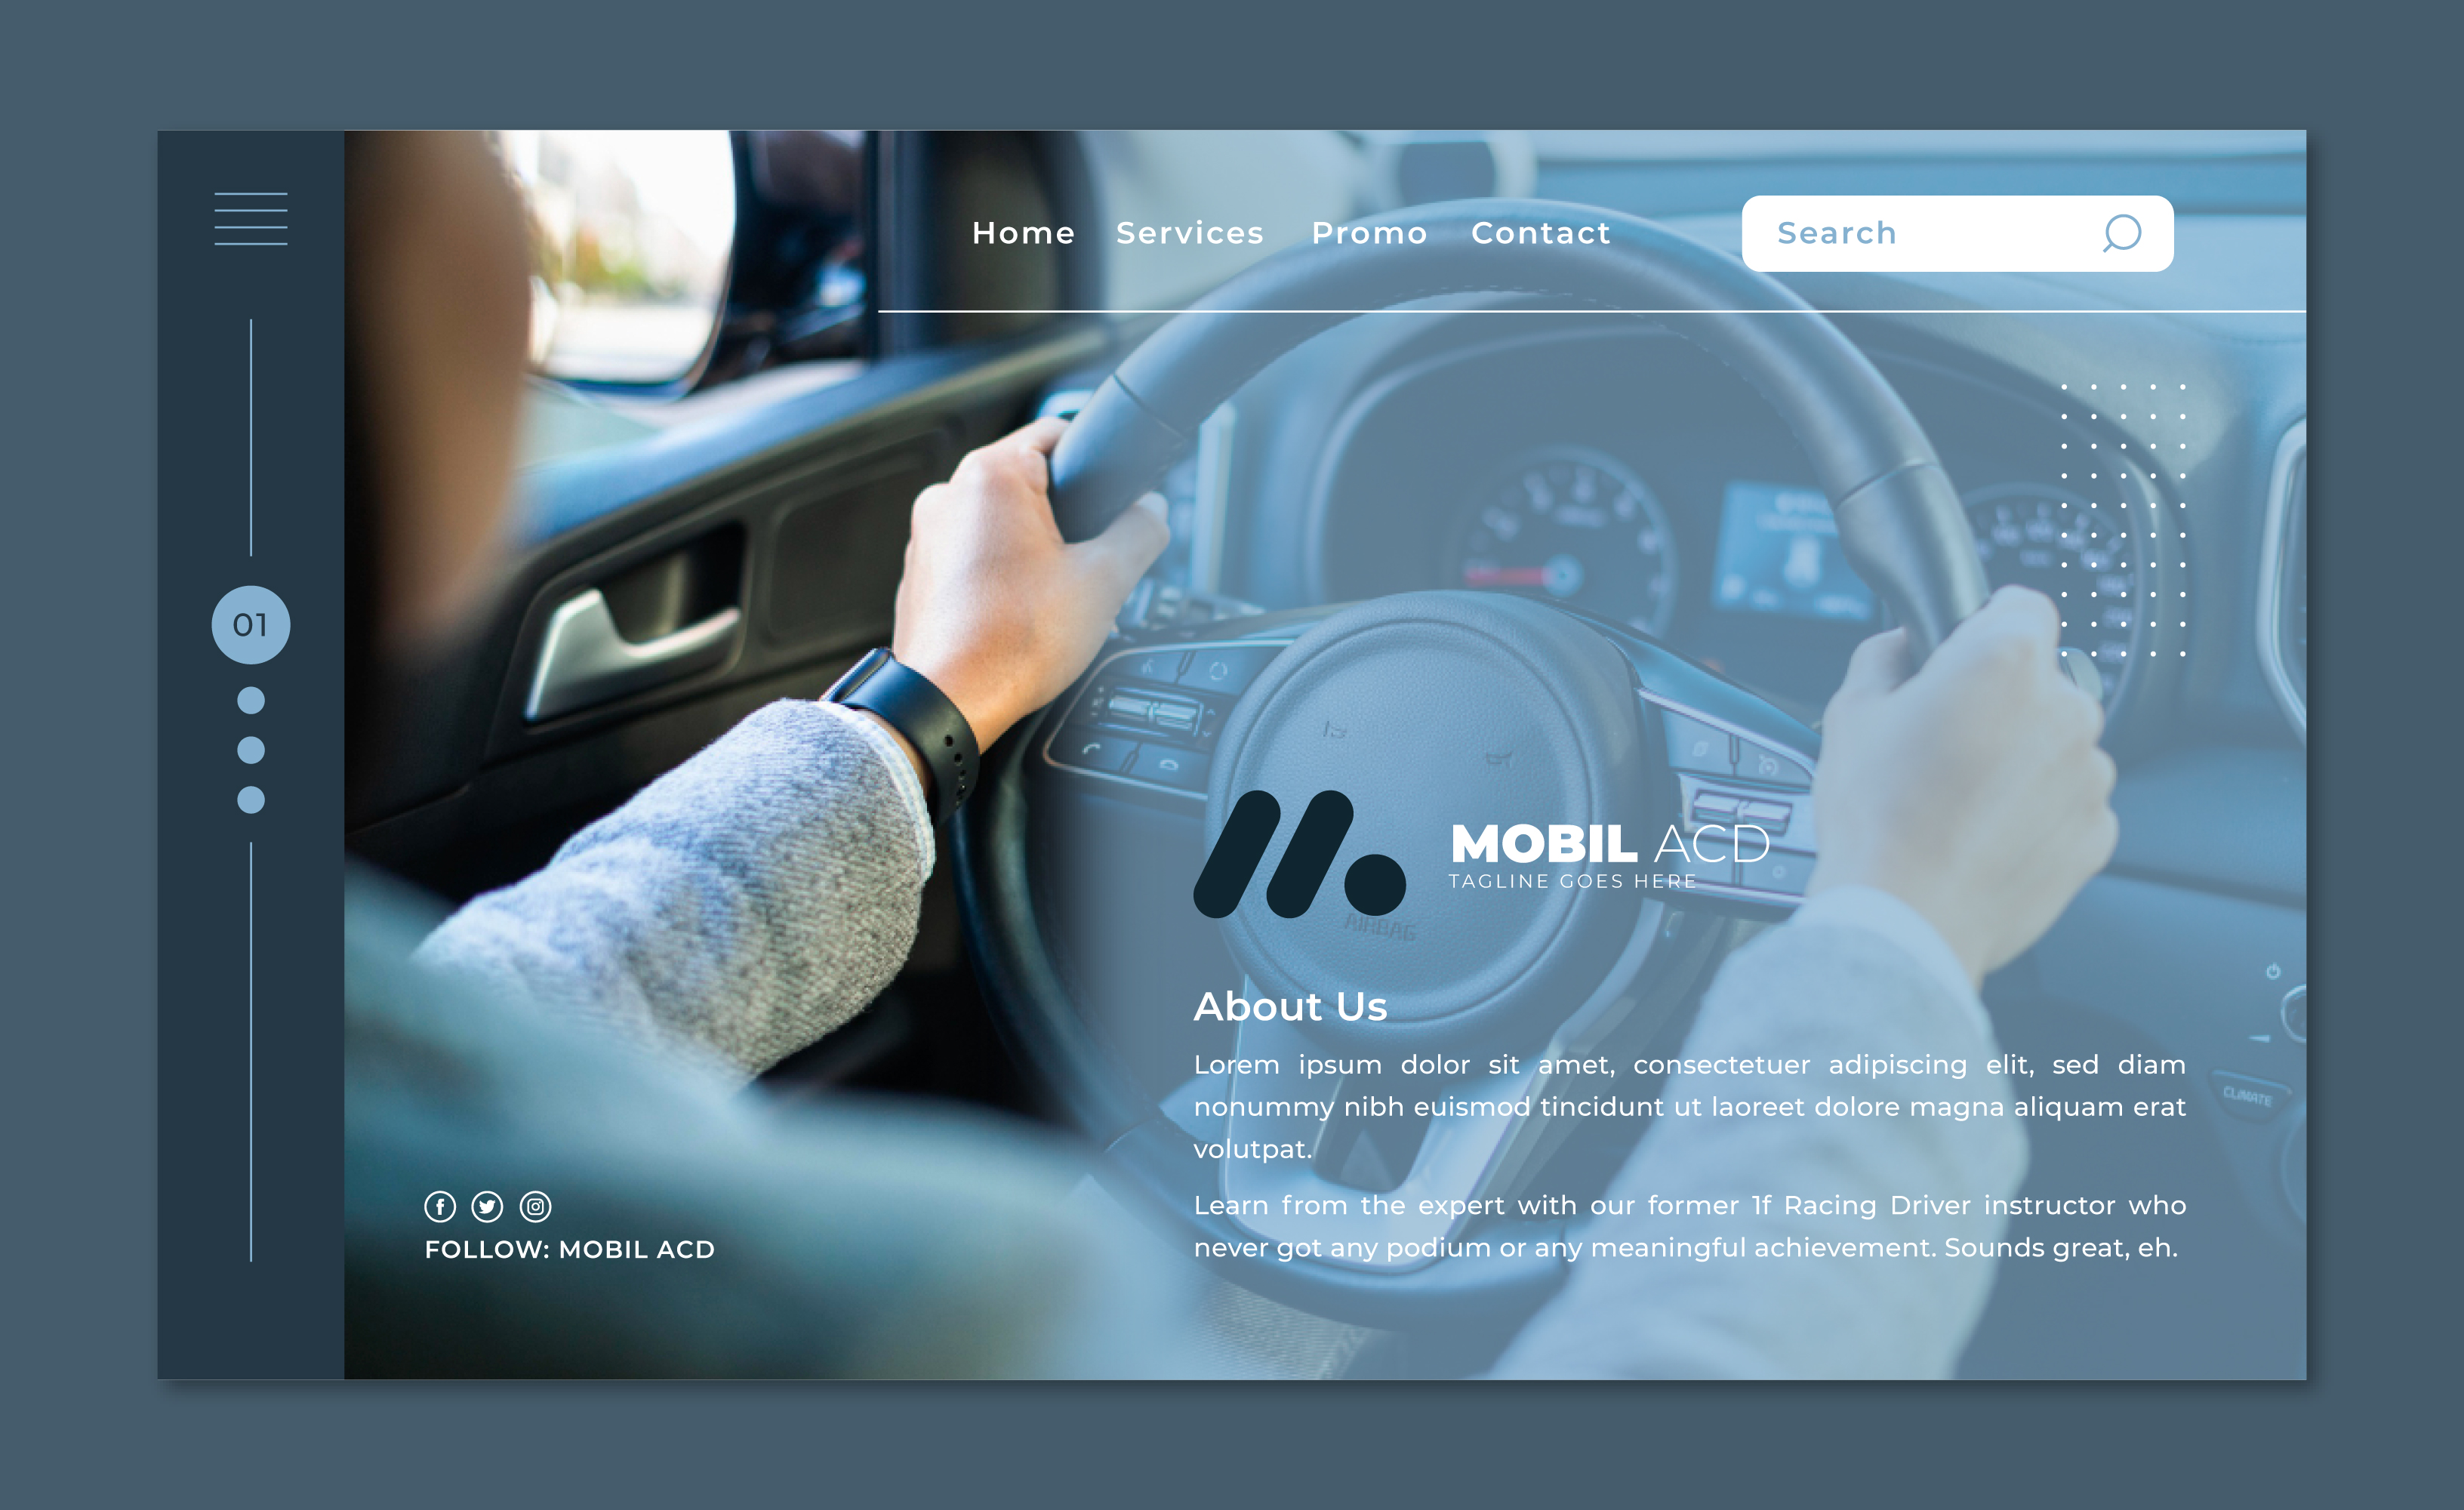 Home Services Promo Contact
Search
01
MOBIL ACD
TAGLINE GOES HERE
AIRBAG
About Us
Lorem ipsum dolor sit amet, consectetuer adipiscing elit, sed diam
nonummy nibh euismod tincidunt ut laoreet dolore magna aliquam erat
volutpat.
CLIMATE
Learn from the expert with our former 1f Racing Driver instructor who
never got any podium or any meaningful achievement. Sounds great, eh.
FOLLOW: MOBIL ACD